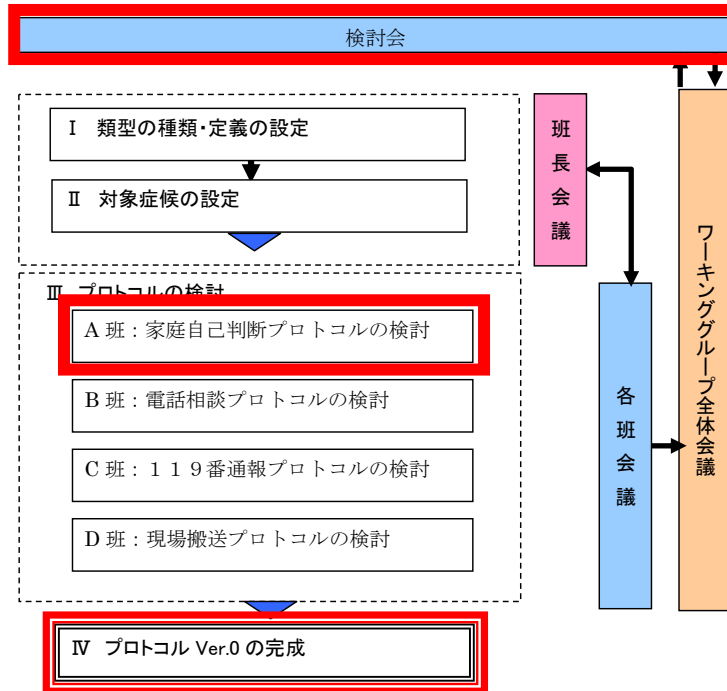 検討会
Ⅰ 類型の種類・定義の設定
Ⅱ 対象症候の設定
Ⅲ プロトコルの検討
A 班：家庭自己判断プロトコルの検討
B 班：電話相談プロトコルの検討
C 班：１１９番通報プロトコルの検討
D 班：現場搬送プロトコルの検討
Ⅳ プロトコル Ver.0 の完成
班長会議
各班会議
ワーキンググループ全体会議